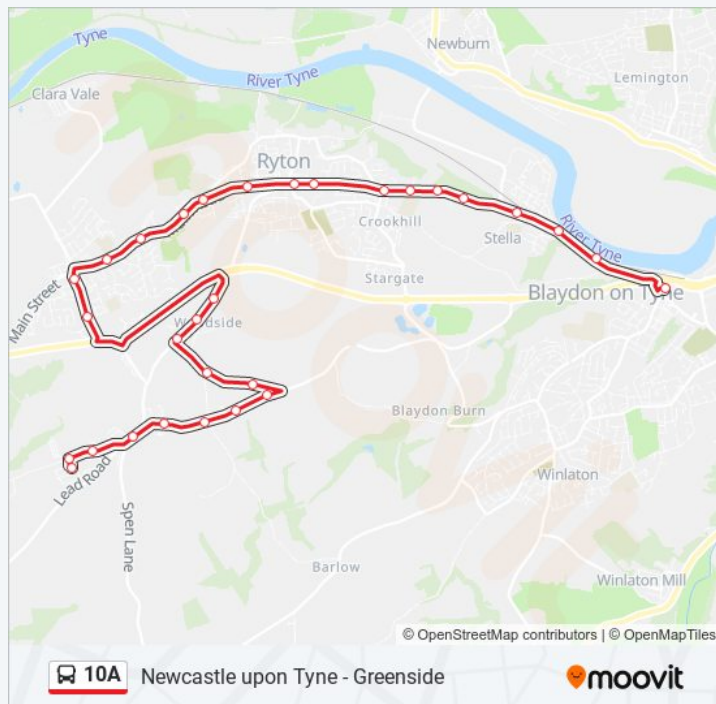 Tyne
Newburn
River Tyne
Lemington
Clara Vale
Ryton
Crookhill
Stella
River Tyne
Stargate
Blaydon on Tyne
Main Street
Woodside
Blaydon Burn
Winlaton
Lead Road
Spen Lane
Barlow
Winlaton Mill
© OpenStreetMap contributors | © OpenMapTiles
10A Newcastle upon Tyne - Greenside
moovit